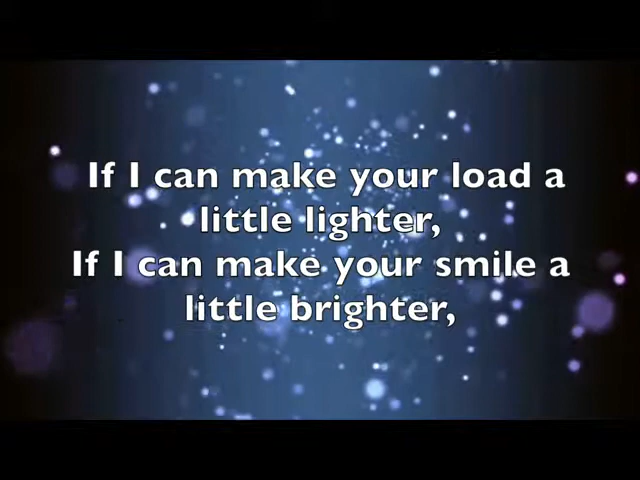 If I can make your load a
little lighter,
If I can make your smile a
little brighter,